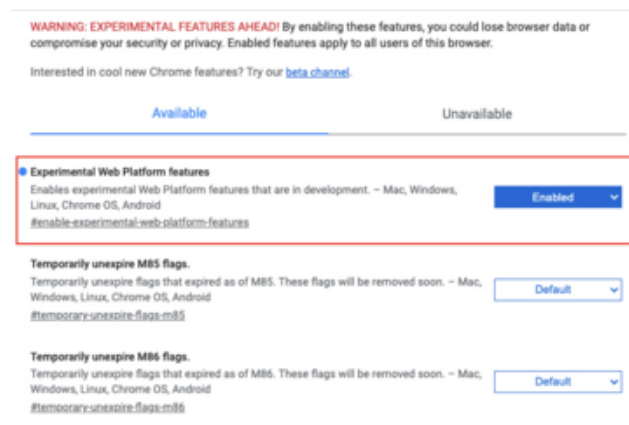 WARNING: EXPERIMENTAL FEATURES AHEAD! By enabling these features, you could lose browser data or
compromise your security or privacy. Enabled features apply to all users of this browser.
Interested in cool new Chrome features? Try our beta channel.
Available
Unavailable
Experimental Web Platform features
Enables experimental Web Platform features that are in development. – Mac, Windows,
Linux, Chrome OS, Android
#enable-experimental-web-platform-features
Enabled
Temporarily unexpire M85 flags.
Temporarily unexpire flags that expired as of M85. These flags will be removed soon. – Mac,
Windows, Linux, Chrome OS, Android
#temporary-unexpire-flags-m85
Default
Temporarily unexpire M86 flags.
Temporarily unexpire flags that expired as of M86. These flags will be removed soon. – Mac,
Windows, Linux, Chrome OS, Android
#temporary-unexpire-flags-m86
Default